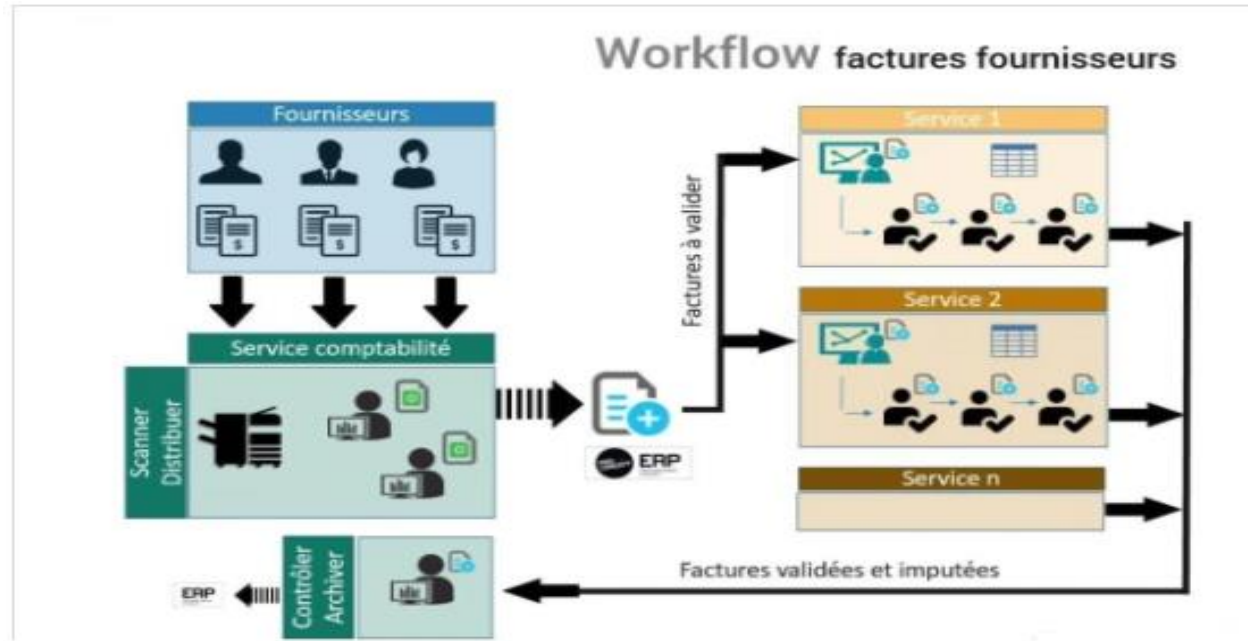 Workflow factures fournisseurs
Fournisseurs
Service 1
Factures à valider
Service 2
Service comptabilité
Scanner
Distribuer
ERP
Service n
Factures validées et imputées
Contrôler
Archiver
ERP